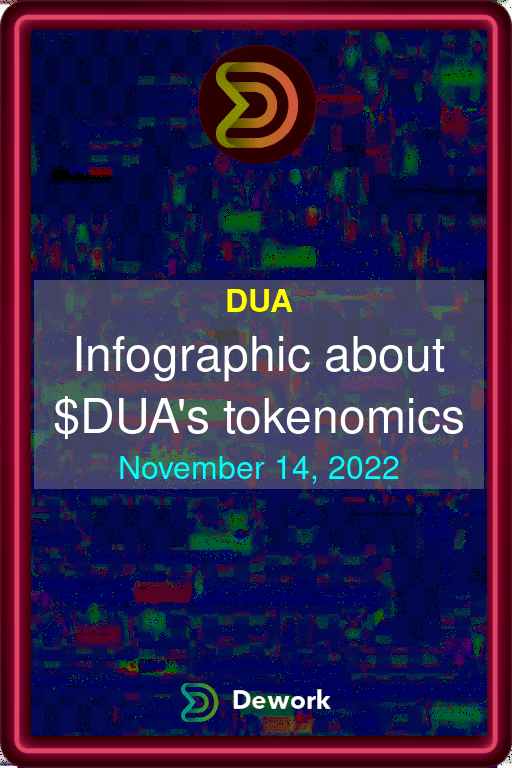 DUA
Infographic about
$DUA's tokenomics
November 14, 2022
Dework